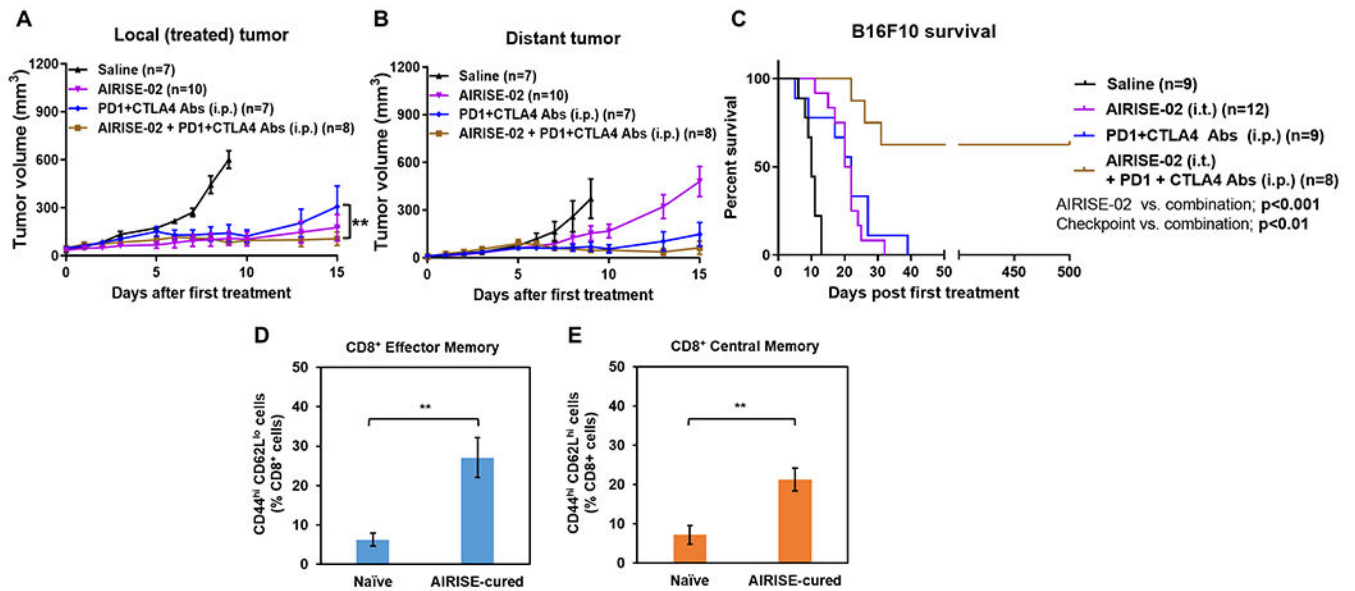 A
Local (treated) tumor
Tumor volume (mm³)
1200
900
600
300
0
Saline (n=7)
AIRISE-02 (n=10)
PD1+CTLA4 Abs (i.p.) (n=7)
AIRISE-02 + PD1+CTLA4 Abs (i.p.) (n=8)
**
0 5 10 15
Days after first treatment
B
Distant tumor
Tumor volume (mm³)
1200
900
600
300
0
Saline (n=7)
AIRISE-02 (n=10)
PD1+CTLA4 Abs (i.p.) (n=7)
AIRISE-02 + PD1+CTLA4 Abs (i.p.) (n=8)
0 5 10 15
Days after first treatment
C
B16F10 survival
Percent survival
100
50
0
0 10 20 30 40 50 450 500
Days post first treatment
Saline (n=9)
AIRISE-02 (i.t.) (n=12)
PD1+CTLA4 Abs (i.p.) (n=9)
AIRISE-02 (i.t.)
+ PD1 + CTLA4 Abs (i.p.) (n=8)
AIRISE-02 vs. combination; p<0.001
Checkpoint vs. combination; p<0.01
D
CD8⁺ Effector Memory
CD44ʰⁱ CD62Lˡᵒ cells
(% CD8⁺ cells)
50
40
30
20
10
0
**
Naïve AIRISE-cured
E
CD8⁺ Central Memory
CD44ʰⁱ CD62Lʰⁱ cells
(% CD8+ cells)
50
40
30
20
10
0
**
Naïve AIRISE-cured